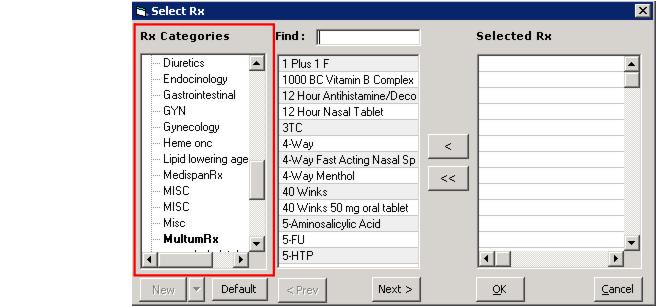 Select Rx
Rx Categories
Diuretics
Endocinology
Gastrointestinal
GYN
Gynecology
Heme onc
Lipid lowering age
MedispanRx
MISC
MISC
Misc
MultumRx
Find :
1 Plus 1 F
1000 BC Vitamin B Complex
12 Hour Antihistamine/Deco
12 Hour Nasal Tablet
3TC
4-Way
4-Way Fast Acting Nasal Sp
4-Way Menthol
40 Winks
40 Winks 50 mg oral tablet
5-Aminosalicylic Acid
5-FU
5-HTP
<
<<
Selected Rx
New
Default
< Prev
Next >
OK
Cancel